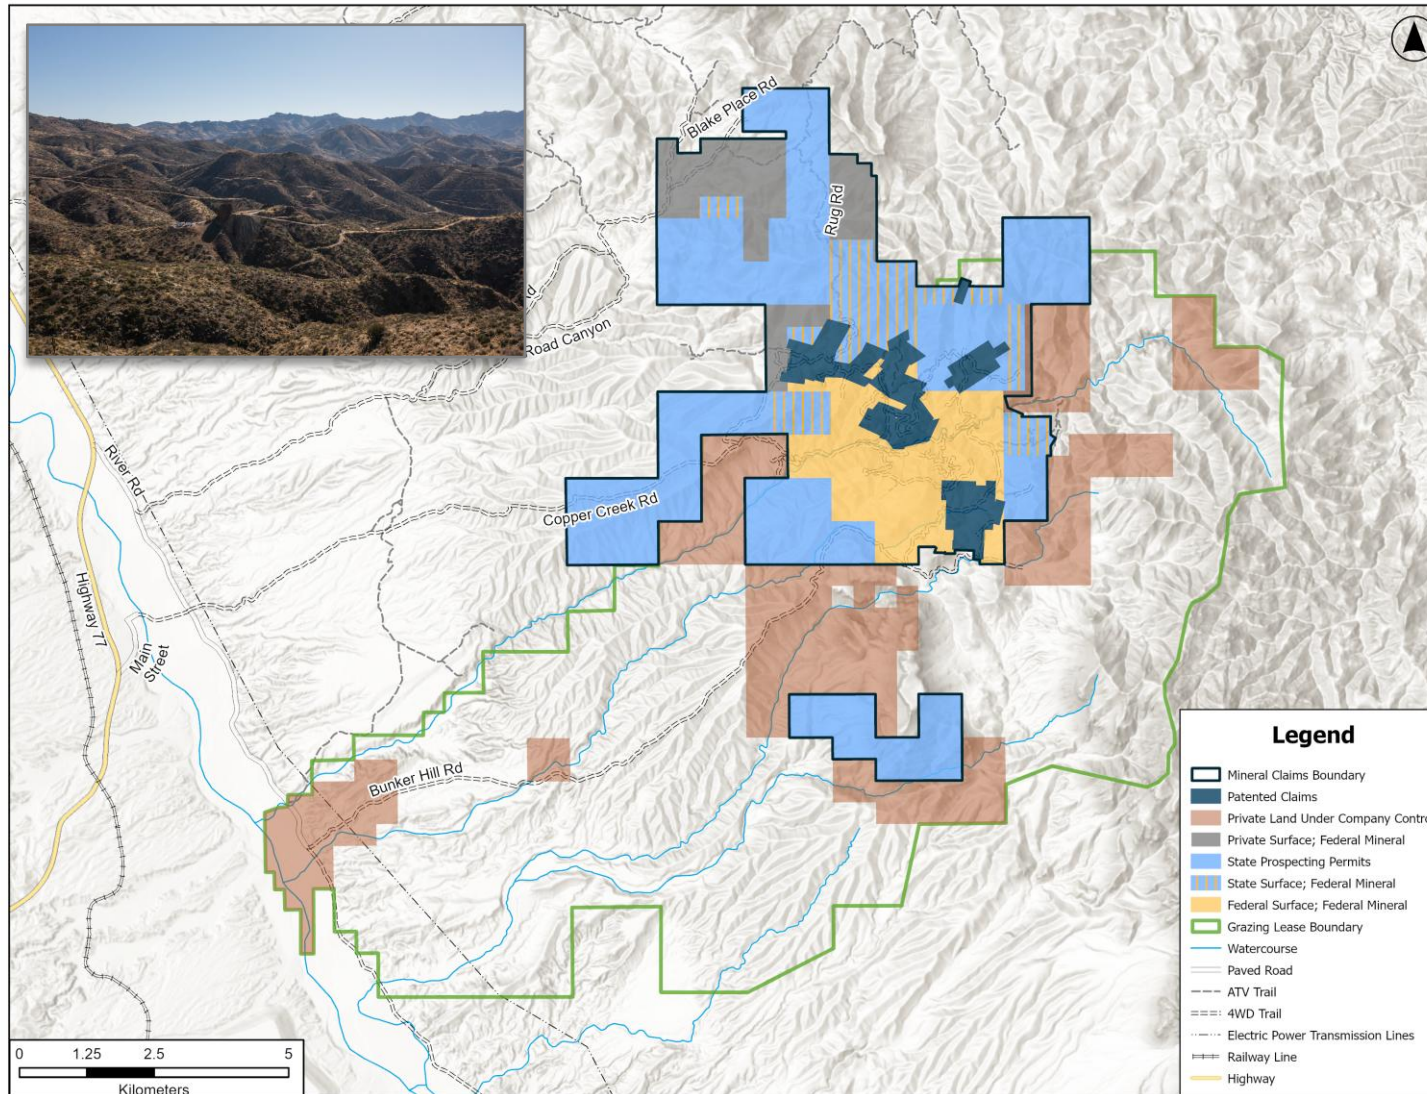 Blake Place Rd
Rug Rd
Road Canyon
River Rd
Copper Creek Rd
Highway 77
Main
Street
Bunker Hill Rd
Legend
Mineral Claims Boundary
Patented Claims
Private Land Under Company Contro
Private Surface; Federal Mineral
State Prospecting Permits
State Surface; Federal Mineral
Federal Surface; Federal Mineral
Grazing Lease Boundary
Watercourse
Paved Road
ATV Trail
4WD Trail
Electric Power Transmission Lines
Railway Line
Highway
0 1.25 2.5 5
Kilometers